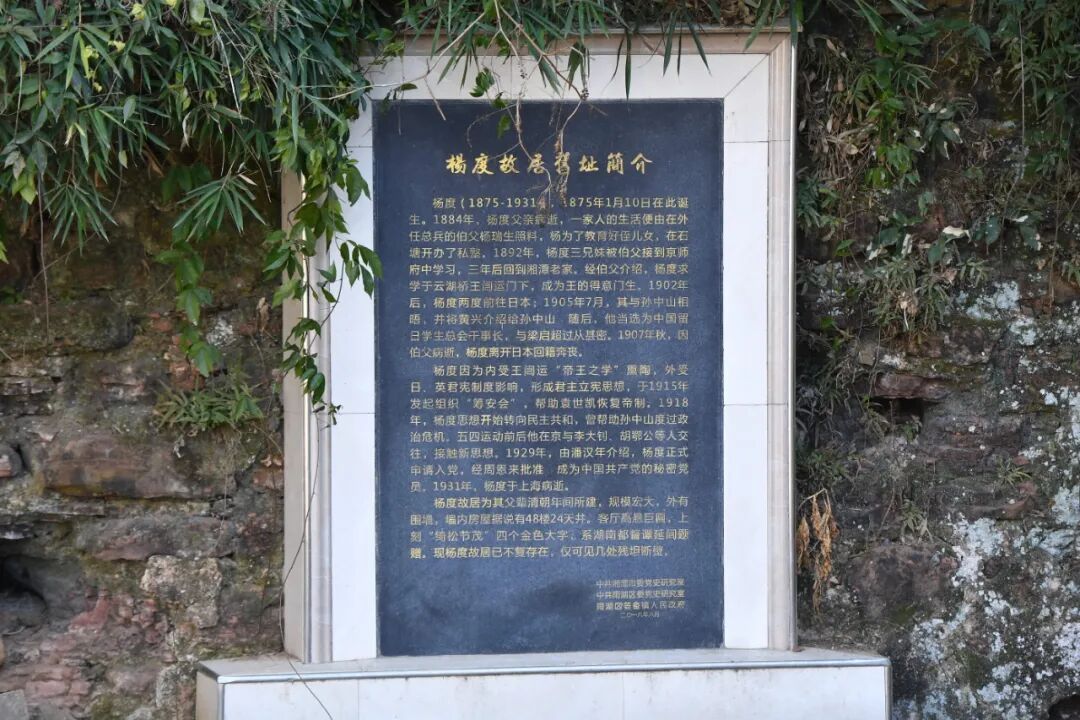 杨度故居旧址简介
杨度（1875-1931），1875年1月10日在此诞
生。1884年，杨度父亲病逝，一家人的生活便由在外
任总兵的伯父杨瑞生照料。杨为了教育好侄儿女，在石
塘开办了私塾。1892年，杨度三兄妹被伯父接到京师
府中学习，三年后回到湘潭老家。经伯父介绍，杨度求
学于云湖桥王闿运门下，成为王的得意门生。1902年
后，杨度两度前往日本；1905年7月，其与孙中山相
晤，并将黄兴介绍给孙中山。随后，他当选为中国留
日学生总会干事长，与梁启超过从甚密。1907年秋，因
伯父病逝，杨度离开日本回籍奔丧。
杨度因为内受王闿运“帝王之学”熏陶，外受
日、英君宪制度影响，形成君主立宪思想，于1915年
发起组织“筹安会”，帮助袁世凯恢复帝制。1918
年，杨度思想开始转向民主共和，曾帮助孙中山度过政
治危机。五四运动前后他在京与李大钊、胡鄂公等人交
往，接触新思想。1929年，由潘汉年介绍，杨度正式
申请入党，经周恩来批准 成为中国共产党的秘密党
员。1931年，杨度于上海病逝。
杨度故居为其父辈清朝年间所建，规模宏大，外有
围墙，墙内房屋据说有48楼24天井。客厅高悬巨匾，上
刻“绮松节茂”四个金色大字，系湖南都督谭延闿题
赠。现杨度故居已不复存在，仅可见几处残垣断壁。
中共湘潭市委党史研究室
中共雨湖区委党史研究室
雨湖区姜畲镇人民政府
二〇一八年八月